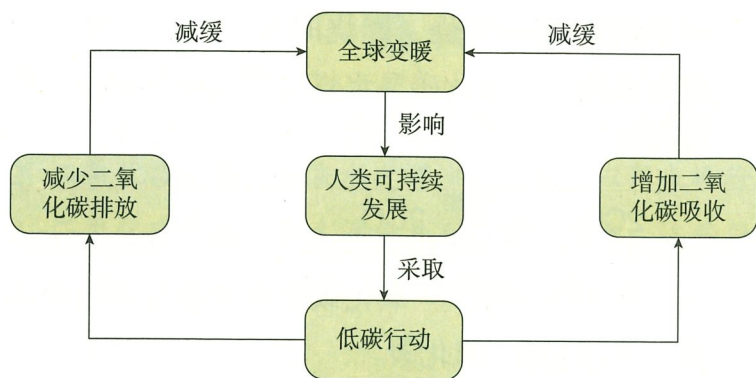 减缓
全球变暖
减缓
影响
减少二氧
化碳排放
人类可持续
发展
增加二氧
化碳吸收
采取
低碳行动